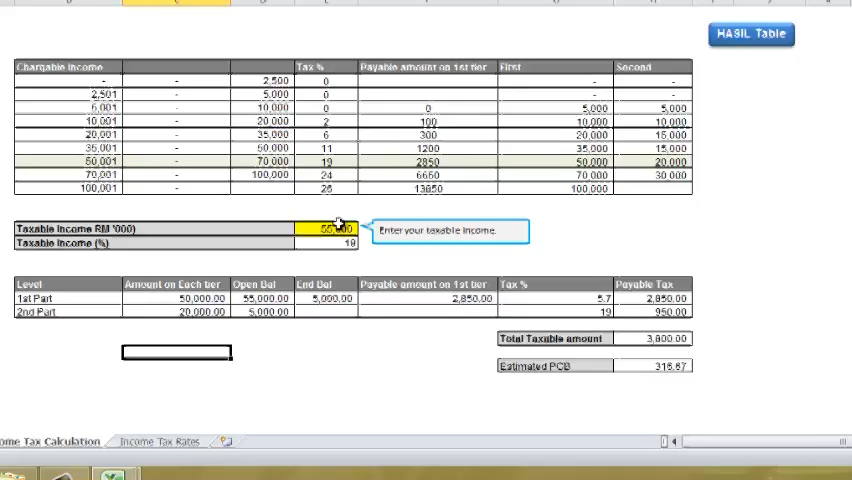 HASIL Table
Chargable Income Tax % Payable amount on 1st tier First Second
- - 2,500 0 - -
2,501 - 5,000 0 - -
5,001 - 10,000 0 0 5,000 5,000
10,001 - 20,000 2 100 10,000 10,000
20,001 - 35,000 6 300 20,000 15,000
35,001 - 50,000 11 1200 35,000 15,000
50,001 - 70,000 19 2850 50,000 20,000
70,001 - 100,000 24 6650 70,000 30,000
100,001 - 26 13850 100,000
Taxable Income RM '000) 55,000
Enter your taxable income.
Taxable Income (%) 19
Level Amount on Each tier Open Bal End Bal Payable amount on 1st tier Tax % Payable Tax
1st Part 50,000.00 55,000.00 5,000.00 2,850.00 5.7 2,850.00
2nd Part 20,000.00 5,000.00 19 950.00
Total Taxable amount 3,800.00
Estimated PCB 316.67
ome Tax Calculation Income Tax Rates